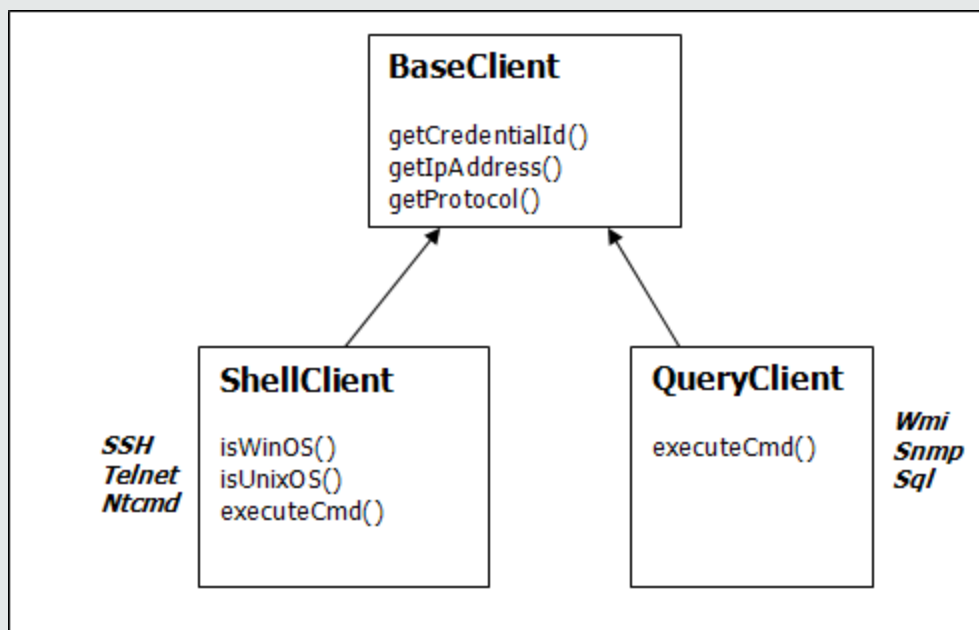 BaseClient
getCredentialId()
getIpAddress()
getProtocol()
ShellClient
isWinOS()
isUnixOS()
executeCmd()
SSH
Telnet
Ntcmd
QueryClient
executeCmd()
Wmi
Snmp
Sql